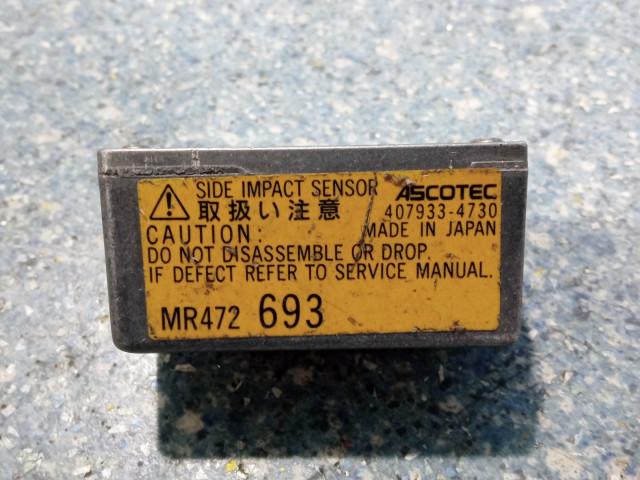 SIDE IMPACT SENSOR ASCOTEC
取扱い注意 407933-4730
CAUTION: MADE IN JAPAN
DO NOT DISASSEMBLE OR DROP.
IF DEFECT REFER TO SERVICE MANUAL.
MR472 693